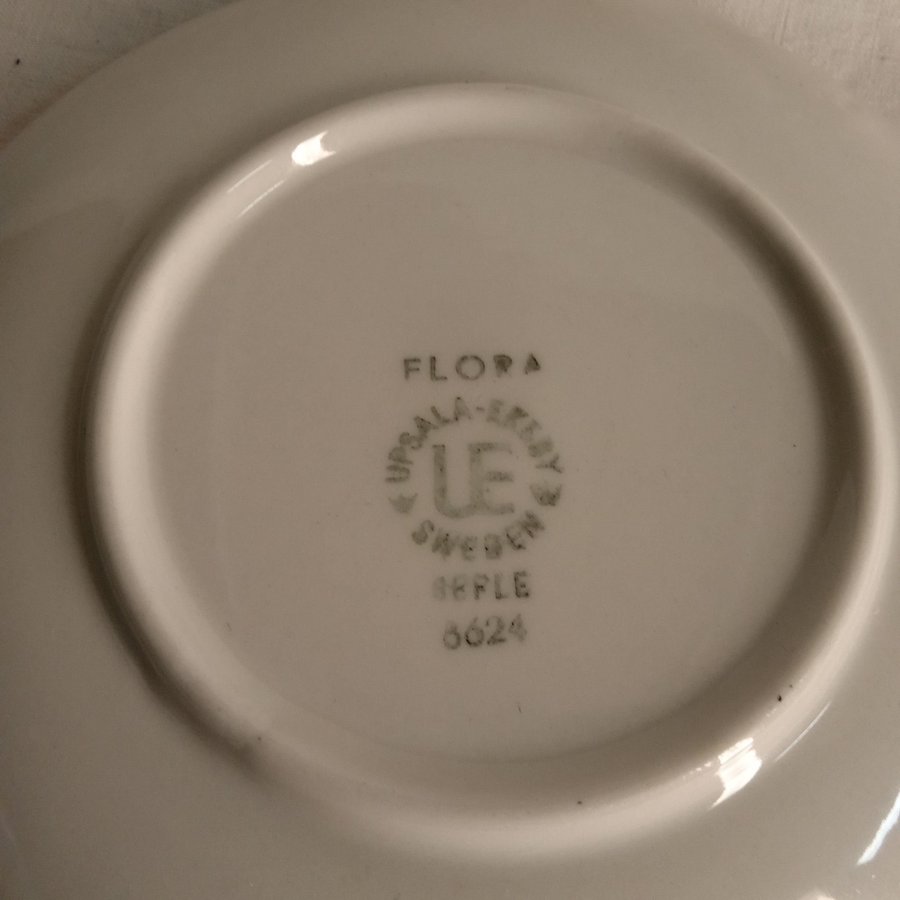 FLORA
UPSALA-EKEBY
UE
SWEDEN
GEFLE
6624